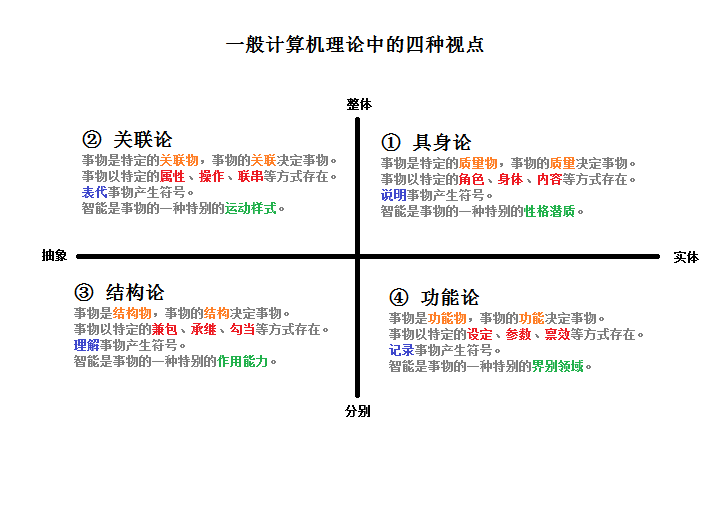 一般计算机理论中的四种视点
整体
② 关联论
事物是特定的关联物，事物的关联决定事物。
事物以特定的属性、操作、联串等方式存在。
表代事物产生符号。
智能是事物的一种特别的运动样式。
① 具身论
事物是特定的质量物，事物的质量决定事物。
事物以特定的角色、身体、内容等方式存在。
说明事物产生符号。
智能是事物的一种特别的性格潜质。
抽象
实体
③ 结构论
事物是结构物，事物的结构决定事物。
事物以特定的兼包、承继、勾当等方式存在。
理解事物产生符号。
智能是事物的一种特别的作用能力。
④ 功能论
事物是功能物，事物的功能决定事物。
事物以特定的设定、参数、禀效等方式存在。
记录事物产生符号。
智能是事物的一种特别的界别领域。
分别